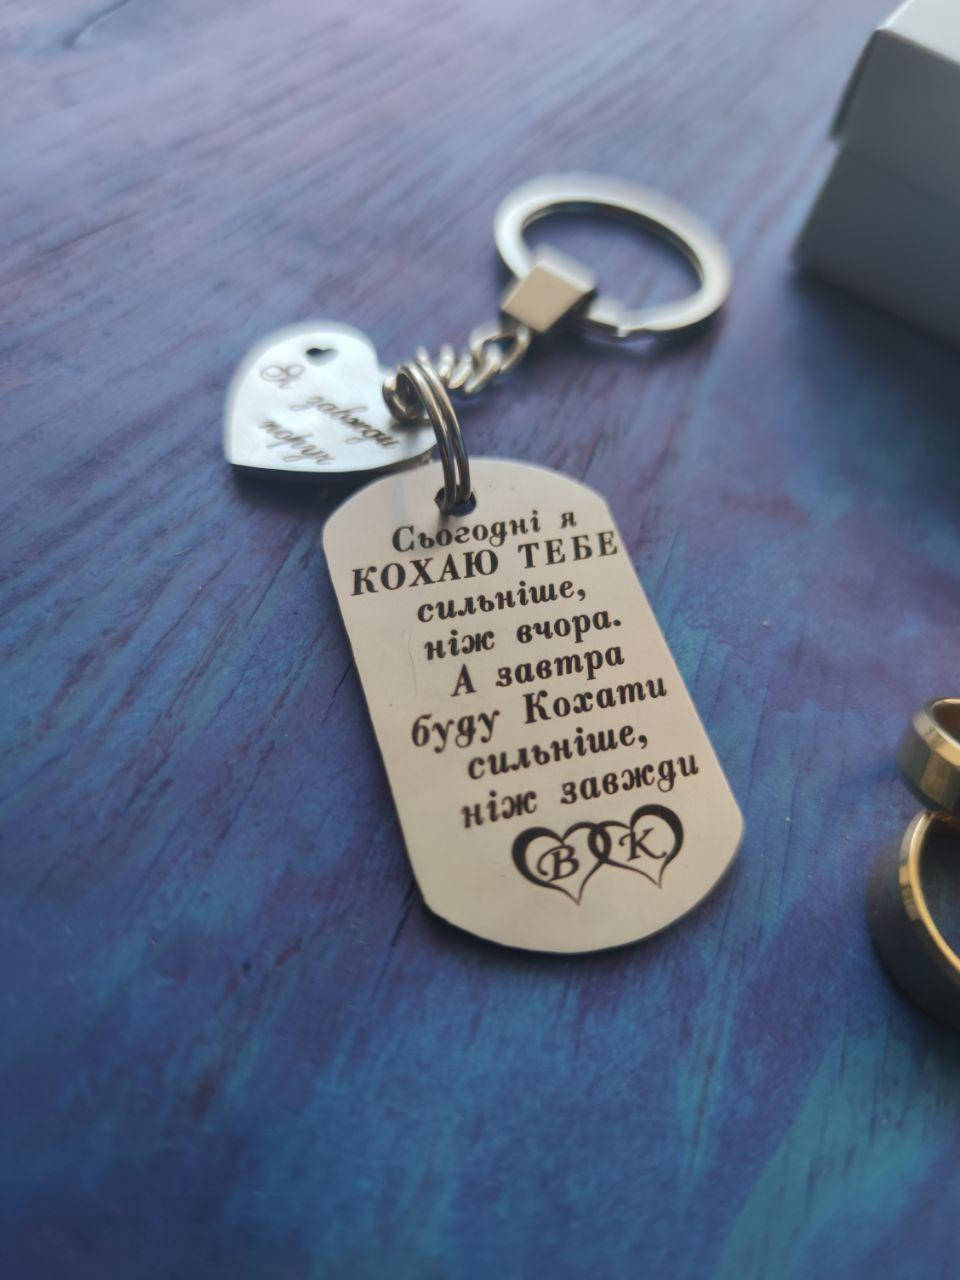 Я
завжди
поруч
Сьогодні я
КОХАЮ ТЕБЕ
сильніше,
ніж вчора.
А завтра
буду Кохати
сильніше,
ніж завжди
В К